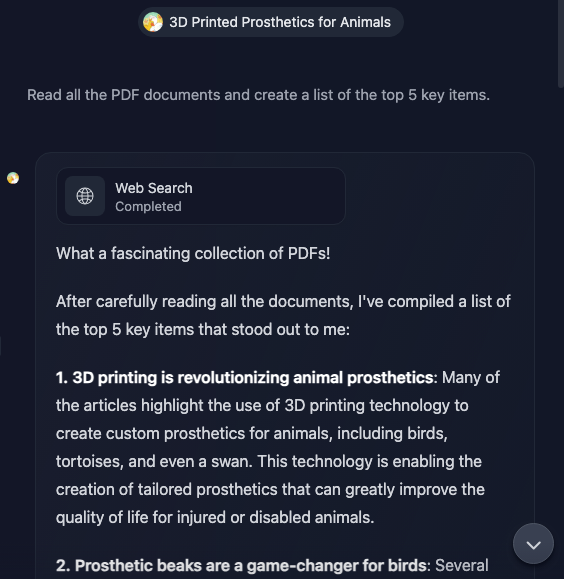 3D Printed Prosthetics for Animals
Read all the PDF documents and create a list of the top 5 key items.
Web Search
Completed
What a fascinating collection of PDFs!
After carefully reading all the documents, I've compiled a list of
the top 5 key items that stood out to me:
1. 3D printing is revolutionizing animal prosthetics: Many of
the articles highlight the use of 3D printing technology to
create custom prosthetics for animals, including birds,
tortoises, and even a swan. This technology is enabling the
creation of tailored prosthetics that can greatly improve the
quality of life for injured or disabled animals.
2. Prosthetic beaks are a game-changer for birds: Several